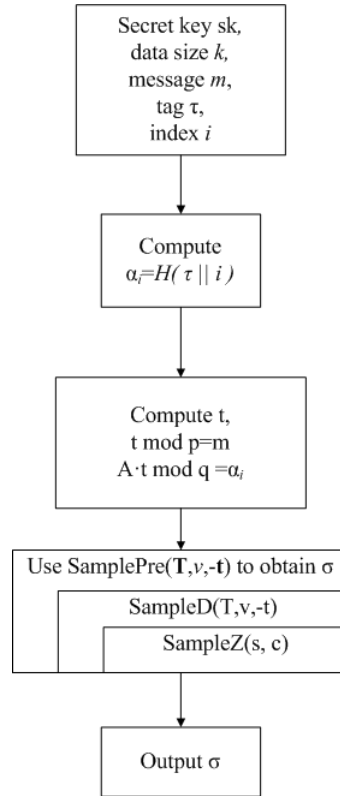 Secret key sk,
data size k,
message m,
tag τ,
index i
Compute
αᵢ=H( τ || i )
Compute t,
t mod p=m
A·t mod q =αᵢ
Use SamplePre(T,v,-t) to obtain σ
SampleD(T,v,-t)
SampleZ(s, c)
Output σ